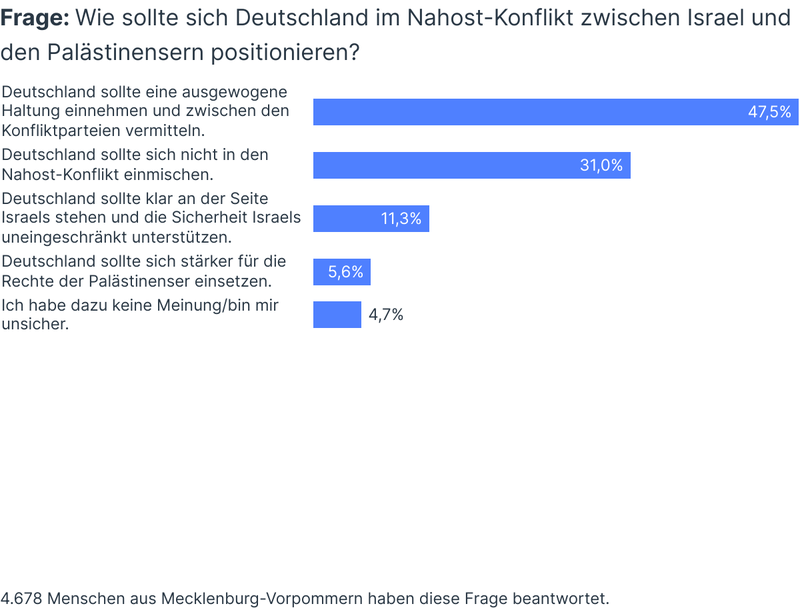 Frage: Wie sollte sich Deutschland im Nahost-Konflikt zwischen Israel und
den Palästinensern positionieren?
Deutschland sollte eine ausgewogene
Haltung einnehmen und zwischen den
Konfliktparteien vermitteln.
47,5%
Deutschland sollte sich nicht in den
Nahost-Konflikt einmischen.
31,0%
Deutschland sollte klar an der Seite
Israels stehen und die Sicherheit Israels
uneingeschränkt unterstützen.
11,3%
Deutschland sollte sich stärker für die
Rechte der Palästinenser einsetzen.
5,6%
Ich habe dazu keine Meinung/bin mir
unsicher.
4,7%
4.678 Menschen aus Mecklenburg-Vorpommern haben diese Frage beantwortet.